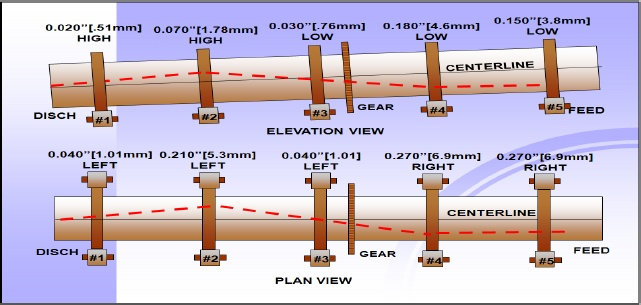 0.020"[.51mm]
HIGH
0.070"[1.78mm]
HIGH
0.030"[.76mm]
LOW
0.180"[4.6mm]
LOW
0.150"[3.8mm]
LOW
CENTERLINE
DISCH
#1
#2
#3
GEAR
#4
#5
FEED
ELEVATION VIEW
0.040"[1.01mm]
LEFT
0.210"[5.3mm]
LEFT
0.040"[1.01]
LEFT
0.270"[6.9mm]
RIGHT
0.270"[6.9mm]
RIGHT
CENTERLINE
DISCH
#1
#2
#3
GEAR
#4
#5
FEED
PLAN VIEW